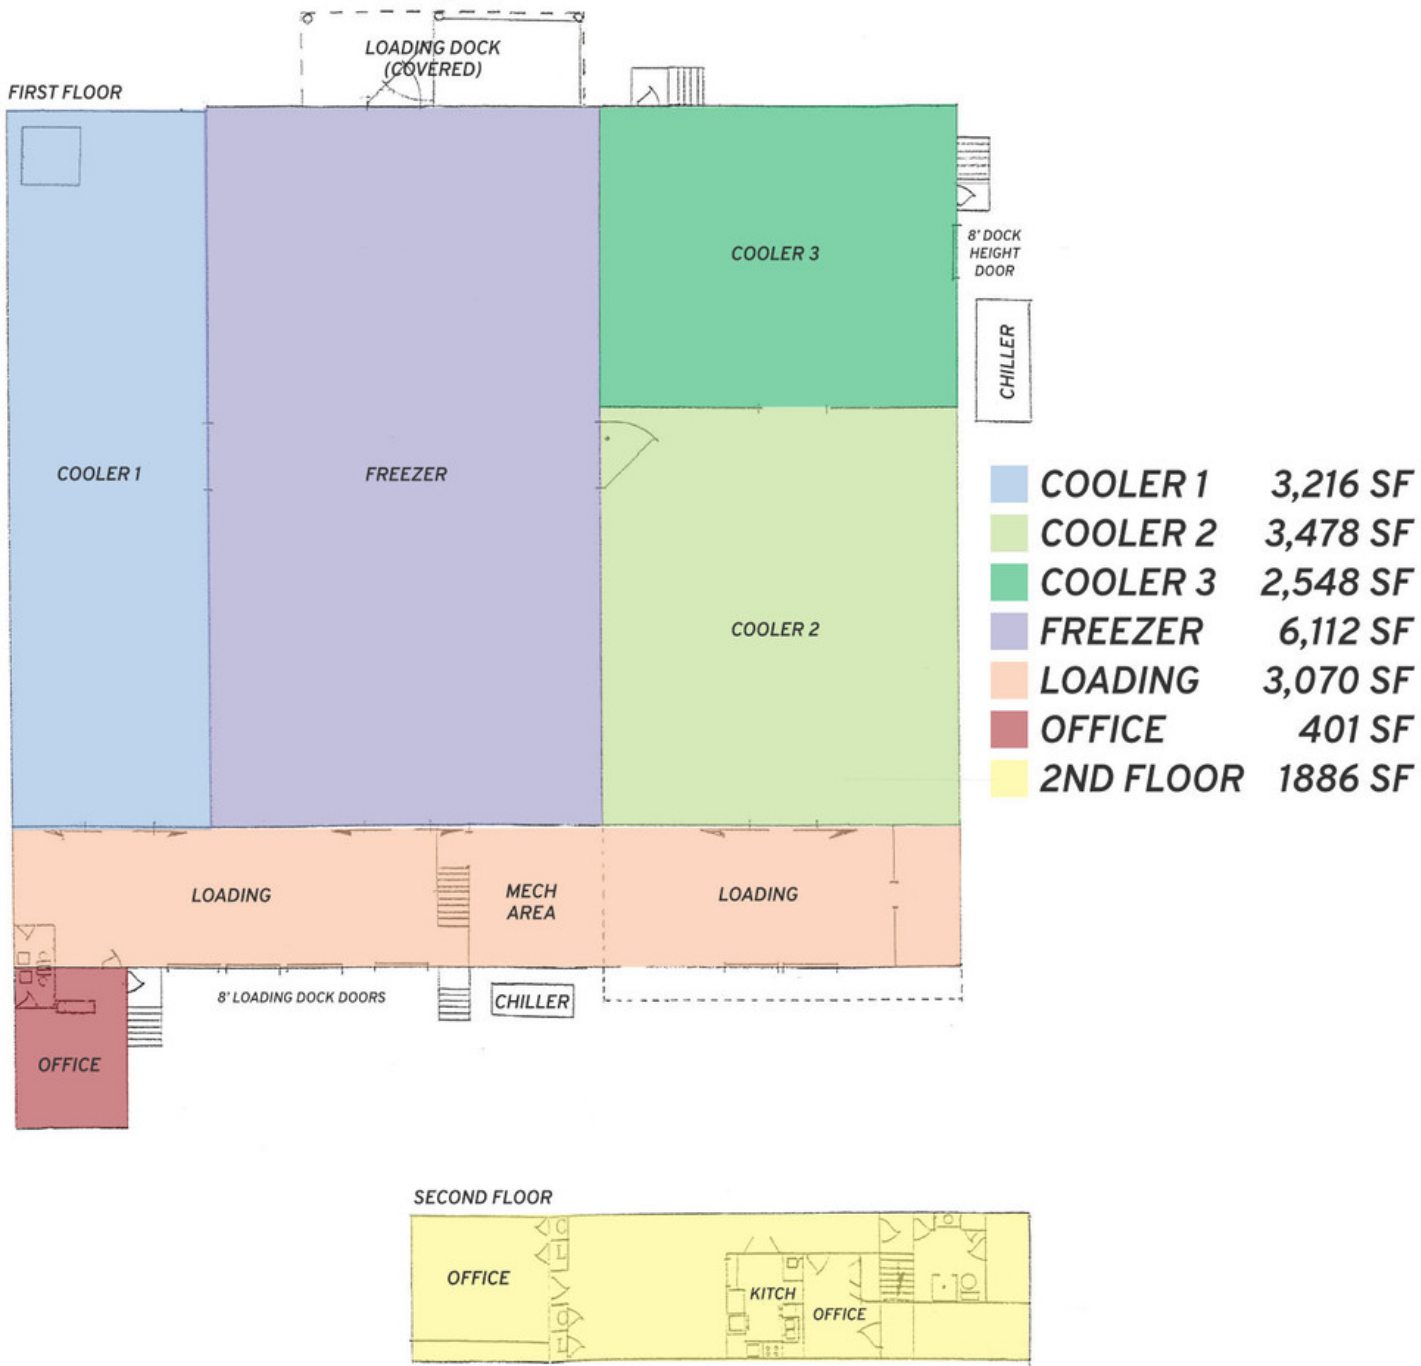 LOADING DOCK
(COVERED)
FIRST FLOOR
COOLER 3
8' DOCK
HEIGHT
DOOR
CHILLER
COOLER 1
FREEZER
COOLER 2
COOLER 1 3,216 SF
COOLER 2 3,478 SF
COOLER 3 2,548 SF
FREEZER 6,112 SF
LOADING 3,070 SF
OFFICE 401 SF
2ND FLOOR 1886 SF
LOADING
MECH
AREA
LOADING
8' LOADING DOCK DOORS
CHILLER
OFFICE
SECOND FLOOR
OFFICE
KITCH
OFFICE